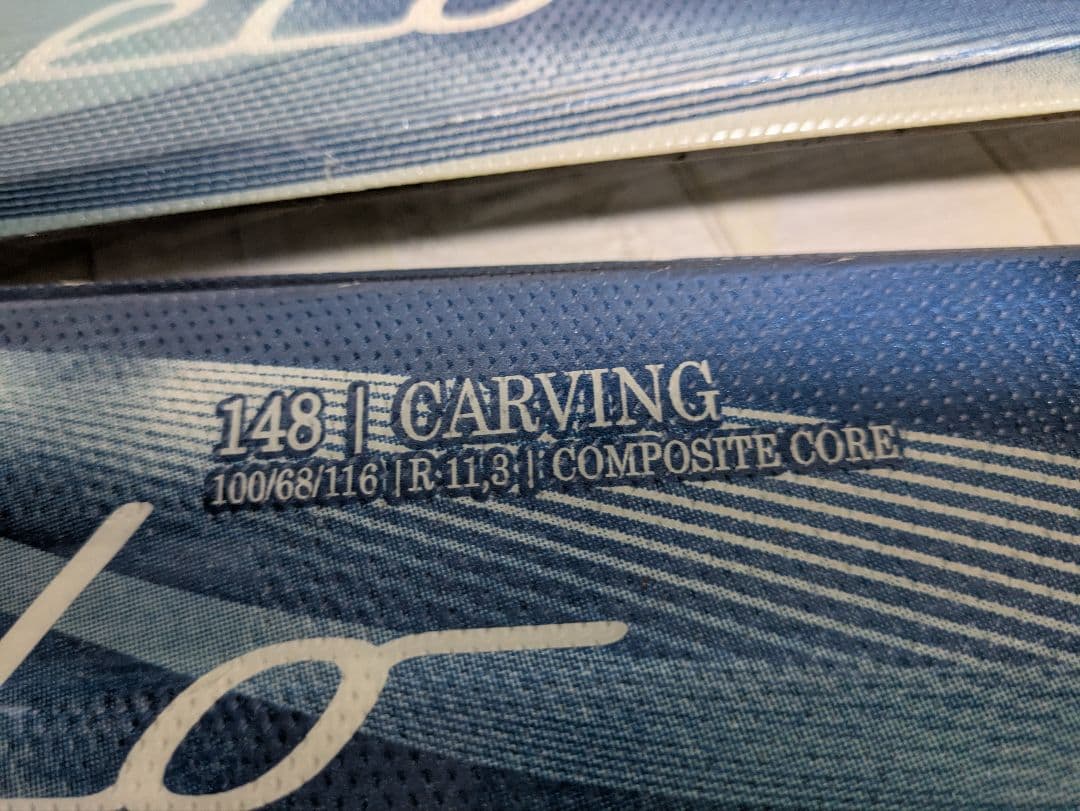 148 | CARVING
100/68/116 | R 11,3 | COMPOSITE CORE